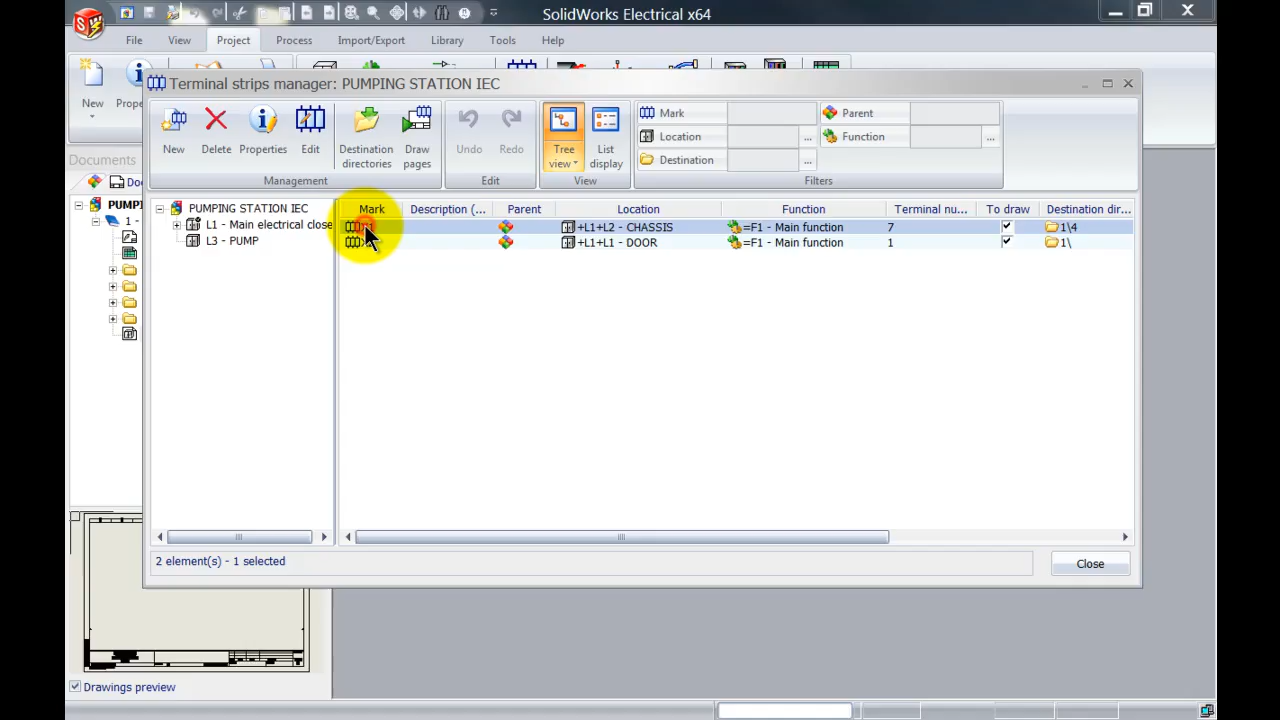 SolidWorks Electrical x64
File View Project Process Import/Export Library Tools Help
New
Terminal strips manager: PUMPING STATION IEC
New Delete Properties Edit Destination directories Draw pages Undo Redo Tree view List display
Management Edit View Filters
Mark Parent
Location ... Function ...
Destination ...
Documents
PUMPING STATION IEC
L1 - Main electrical close
L3 - PUMP
Mark Description (... Parent Location Function Terminal nu... To draw Destination dir...
+L1+L2 - CHASSIS =F1 - Main function 7 1\4
+L1+L1 - DOOR =F1 - Main function 1 1\
2 element(s) - 1 selected
Close
Drawings preview